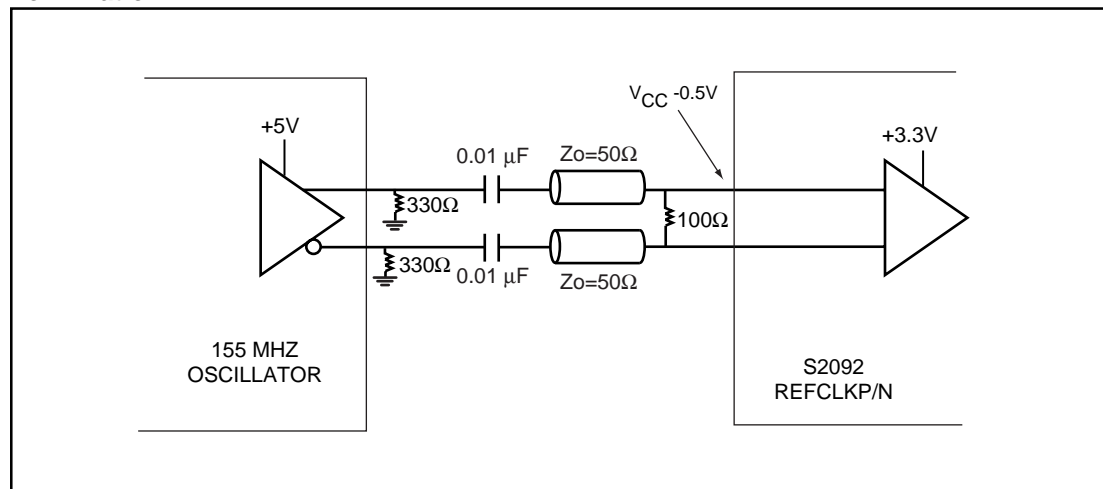 V_CC -0.5V
+5V
+3.3V
0.01 μF
Zo=50Ω
330Ω
100Ω
330Ω
0.01 μF
Zo=50Ω
155 MHZ
OSCILLATOR
S2092
REFCLKP/N